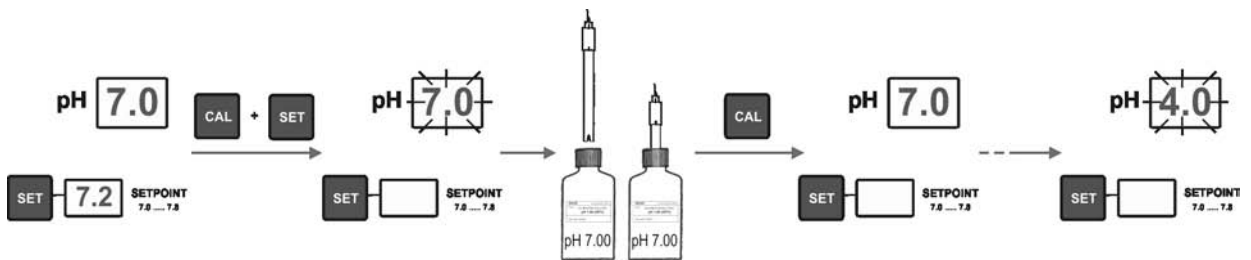 pH 7.0
CAL + SET
pH 7.0
CAL
pH 7.0
pH 4.0
SET 7.2 SETPOINT
7.0 ..... 7.8
SET SETPOINT
7.0 ..... 7.8
pH 7.00
pH 7.00
SET SETPOINT
7.0 ..... 7.8
SET SETPOINT
7.0 ..... 7.8